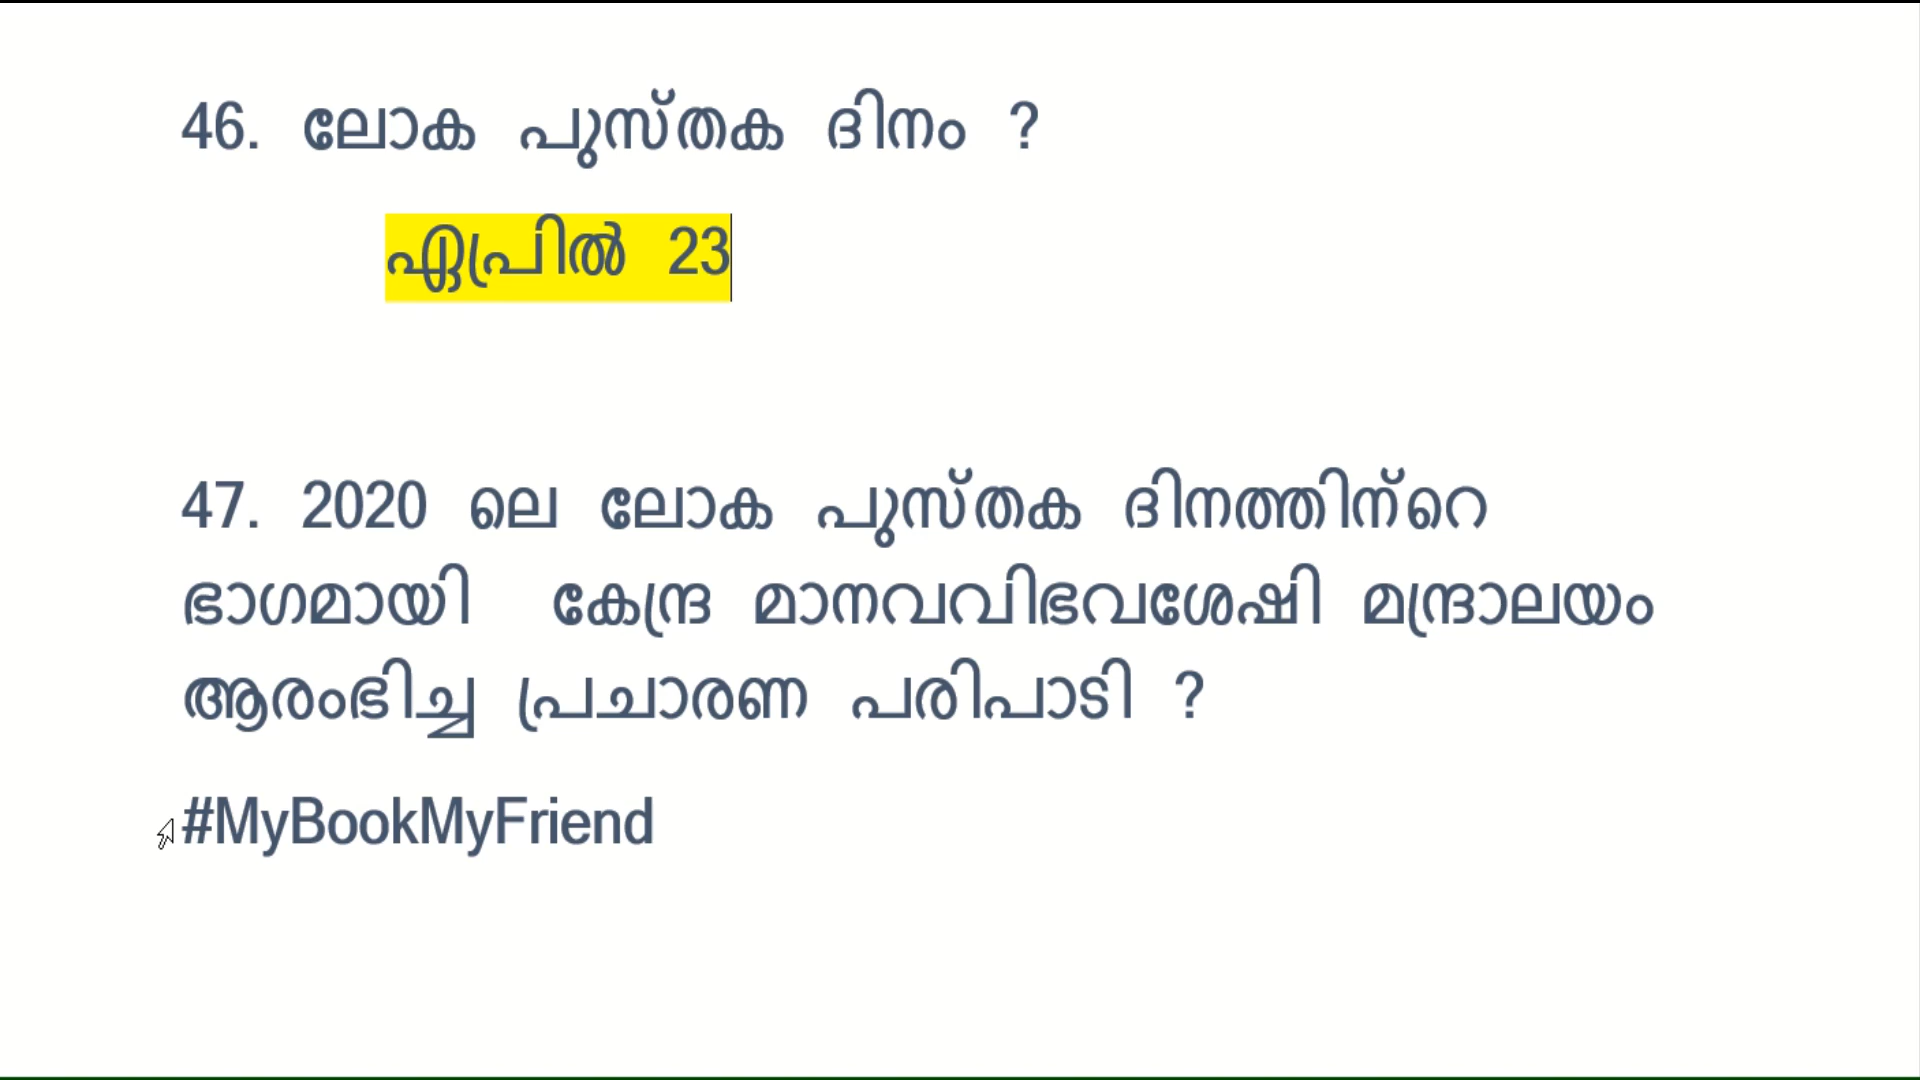 46. ലോക പുസ്തക ദിനം ?
ഏപ്രിൽ 23
47. 2020 ലെ ലോക പുസ്തക ദിനത്തിന്റെ
ഭാഗമായി കേന്ദ്ര മാനവവിഭവശേഷി മന്ദ്രാലയം
ആരംഭിച്ച പ്രചാരണ പരിപാടി ?
#MyBookMyFriend